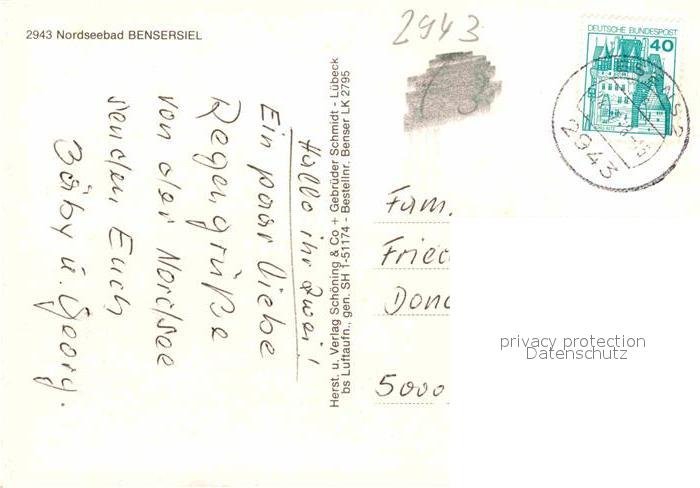 2943 Nordseebad BENSERSIEL
Hallo ihr zwei!
Ein paar liebe
Regengrüße
von der Nordsee
senden Euch
Bärby u. Georg.
Herst. u. Verlag Schöning & Co + Gebrüder Schmidt - Lübeck
bs Luftaufn., gen. SH 1-51174 - Bestellnr. Benser LK 2795
2943
DEUTSCHE BUNDESPOST
40
2943
Fam.
Fried
Dona
5000
privacy protection
Datenschutz